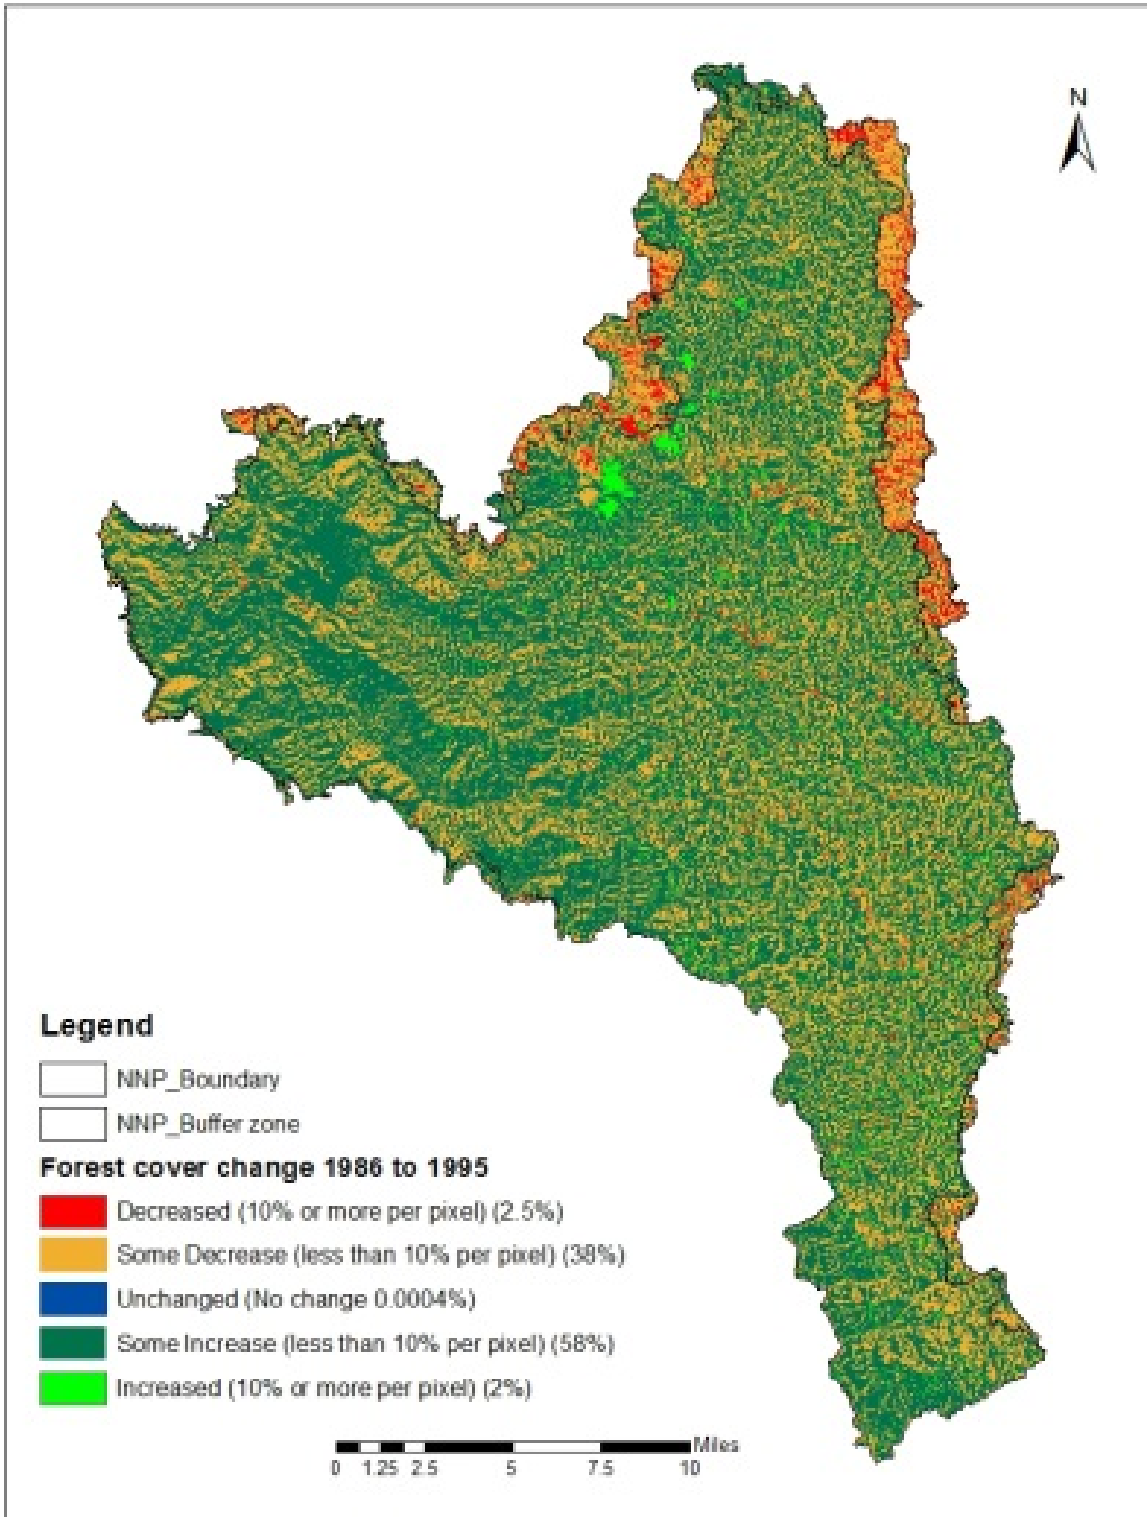 N
Legend
NNP_Boundary
NNP_Buffer zone
Forest cover change 1986 to 1995
Decreased (10% or more per pixel) (2.5%)
Some Decrease (less than 10% per pixel) (38%)
Unchanged (No change 0.0004%)
Some Increase (less than 10% per pixel) (58%)
Increased (10% or more per pixel) (2%)
Miles
0 1.25 2.5 5 7.5 10